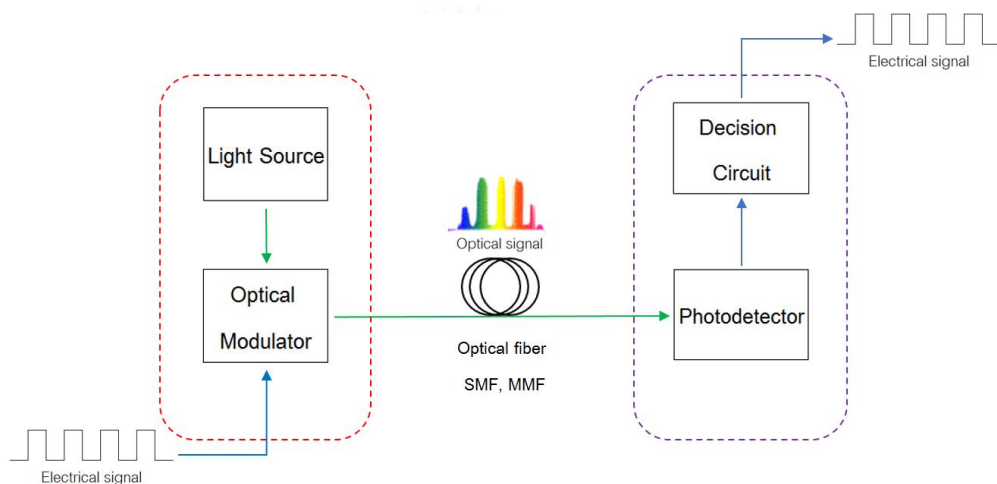 Electrical signal
Light Source
Decision
Circuit
Optical signal
Optical
Modulator
Photodetector
Optical fiber
SMF, MMF
Electrical signal